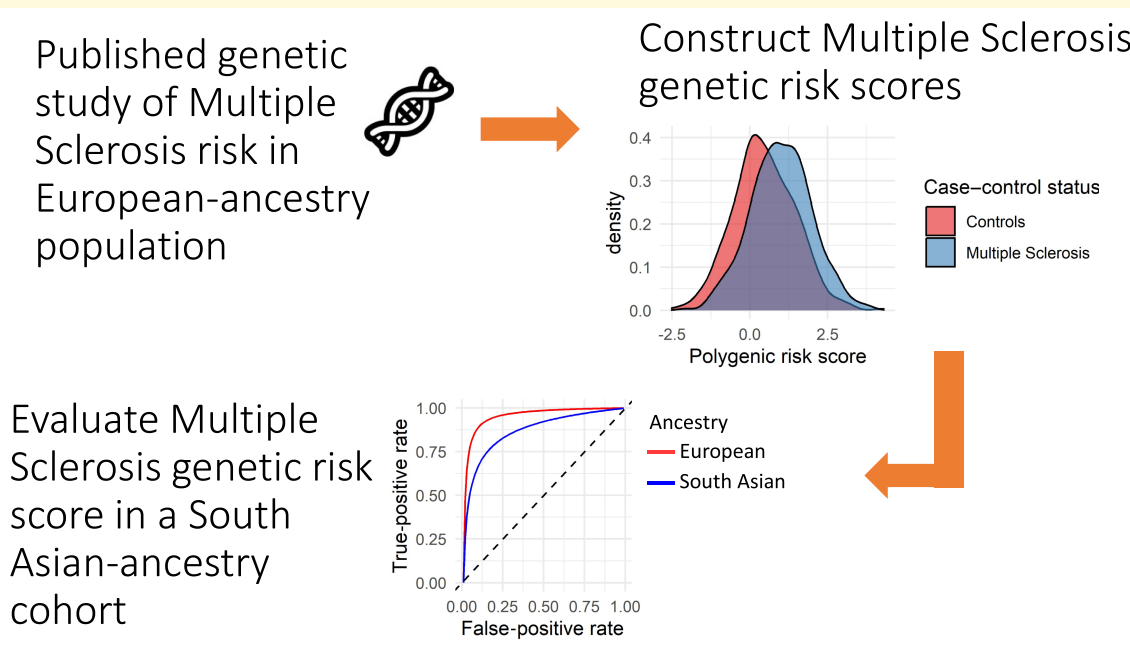 Published genetic
study of Multiple
Sclerosis risk in
European-ancestry
population
Construct Multiple Sclerosis
genetic risk scores
0.4
0.3
0.2
0.1
0.0
density
-2.5 0.0 2.5
Polygenic risk score
Case–control status
Controls
Multiple Sclerosis
Evaluate Multiple
Sclerosis genetic risk
score in a South
Asian-ancestry
cohort
1.00
0.75
0.50
0.25
0.00
True-positive rate
0.00 0.25 0.50 0.75 1.00
False-positive rate
Ancestry
European
South Asian